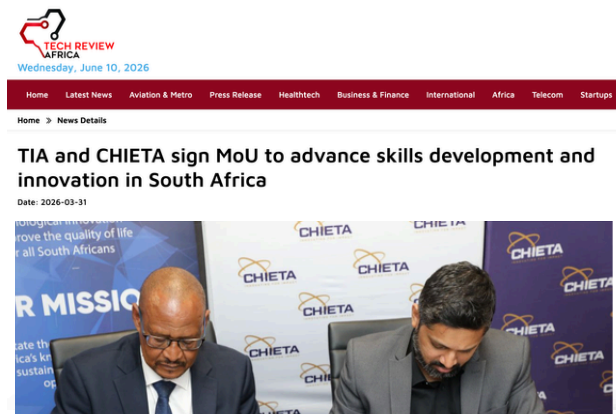 TECH REVIEW
AFRICA
Wednesday, June 10, 2026
Home Latest News Aviation & Metro Press Release Healthtech Business & Finance International Africa Telecom Startups
Home » News Details
TIA and CHIETA sign MoU to advance skills development and
innovation in South Africa
Date: 2026-03-31
rove the quality of life
r all South Africans
R MISSIO
CHIETA
CHIETA
CHIETA
CHIETA
CHIETA
CHIETA
CHIETA
CHIETA
CHIETA
IETA
CHIETA
CHI